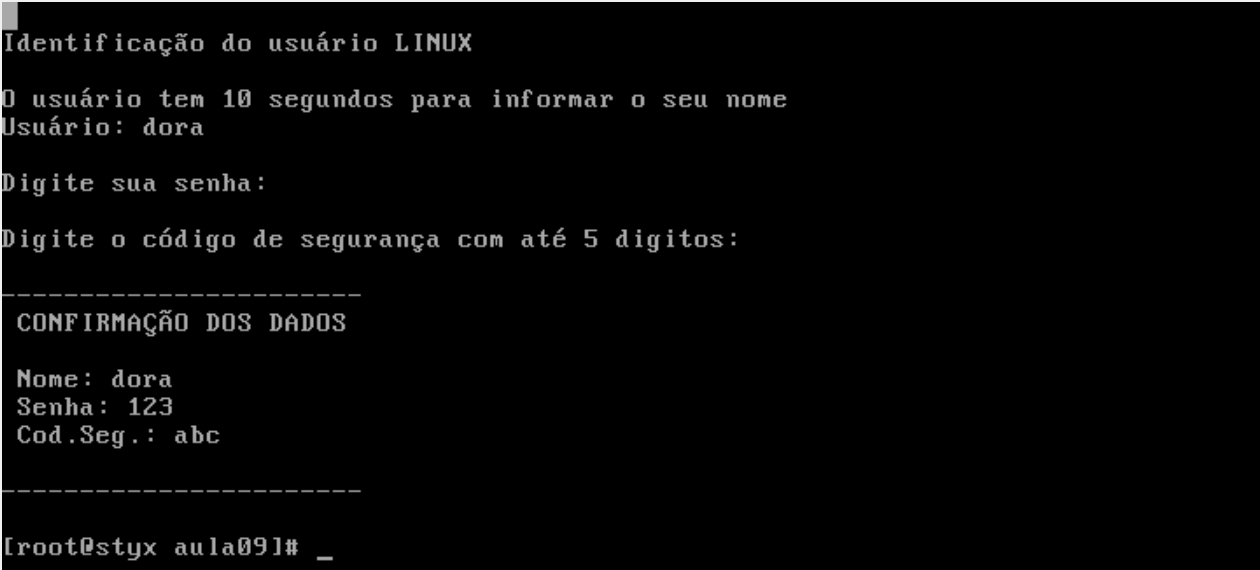 Identificação do usuário LINUX
O usuário tem 10 segundos para informar o seu nome
Usuário: dora
Digite sua senha:
Digite o código de segurança com até 5 digitos:
-----------------------
CONFIRMAÇÃO DOS DADOS
Nome: dora
Senha: 123
Cod.Seg.: abc
-----------------------
[root@styx aula09]# _